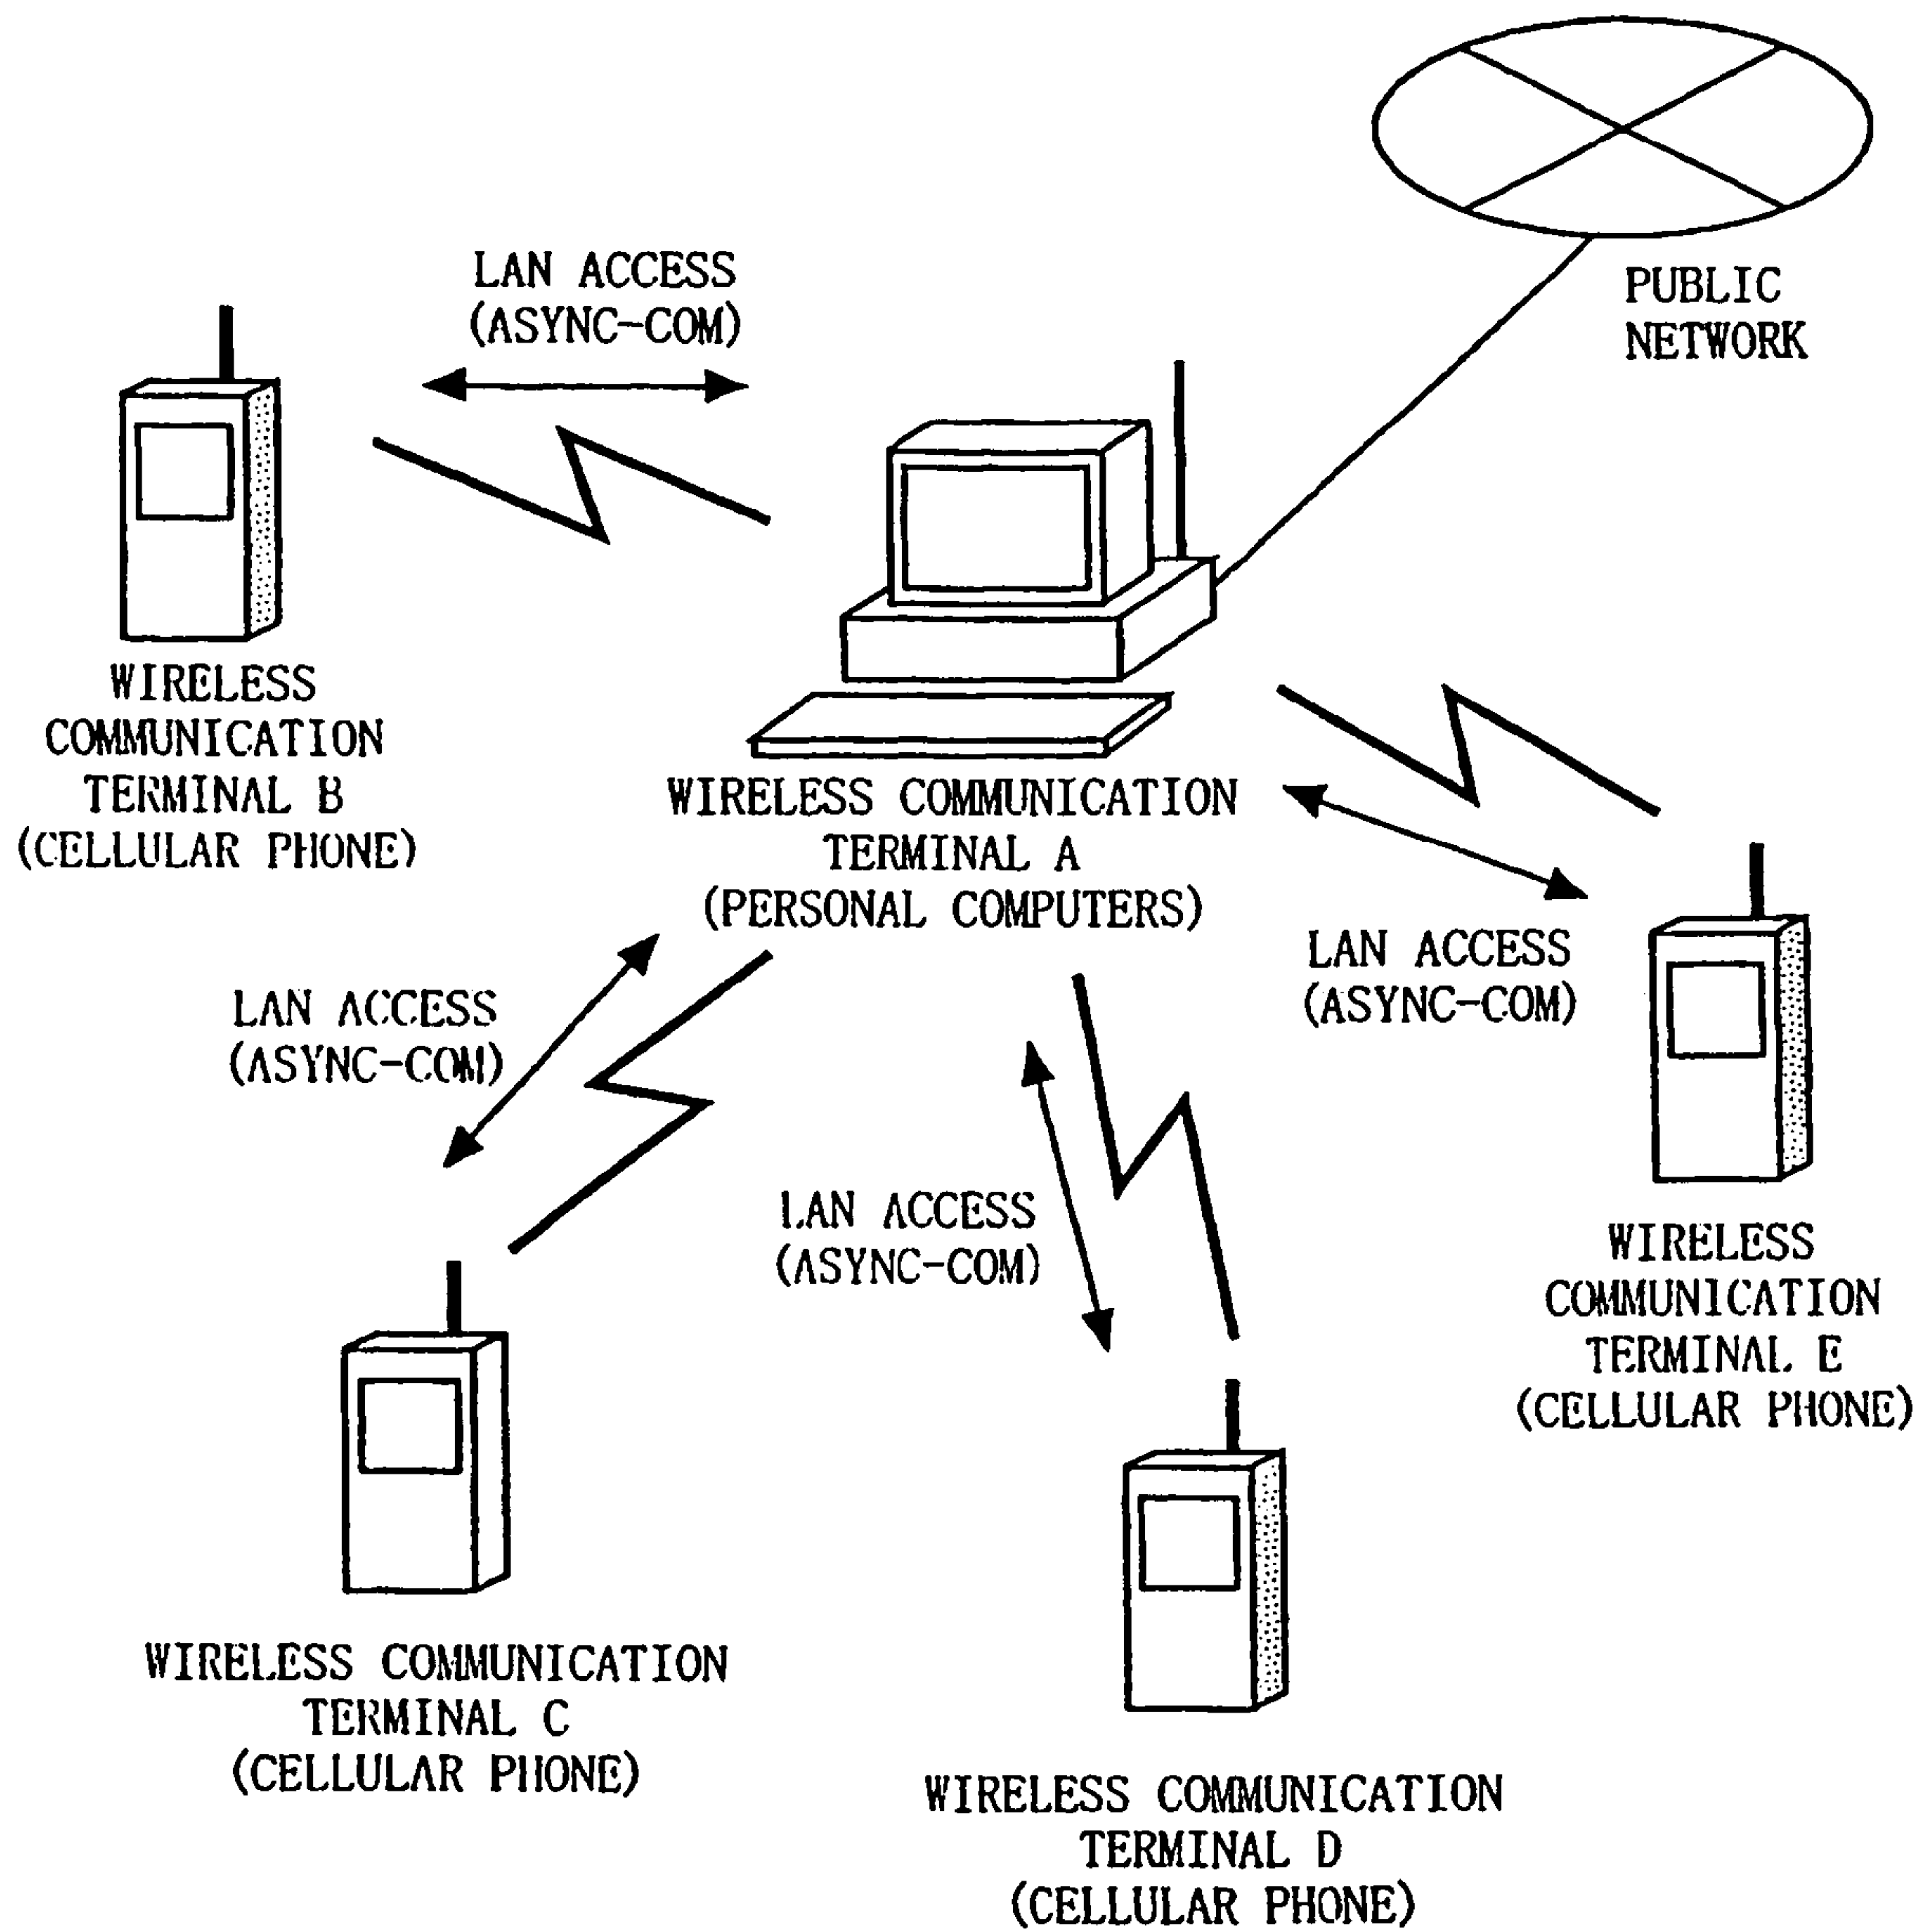 LAN ACCESS
(ASYNC-COM)
PUBLIC
NETWORK
WIRELESS
COMMUNICATION
TERMINAL B
(CELLULAR PHONE)
WIRELESS COMMUNICATION
TERMINAL A
(PERSONAL COMPUTERS)
LAN ACCESS
(ASYNC-COM)
LAN ACCESS
(ASYNC-COM)
LAN ACCESS
(ASYNC-COM)
WIRELESS
COMMUNICATION
TERMINAL E
(CELLULAR PHONE)
WIRELESS COMMUNICATION
TERMINAL C
(CELLULAR PHONE)
WIRELESS COMMUNICATION
TERMINAL D
(CELLULAR PHONE)